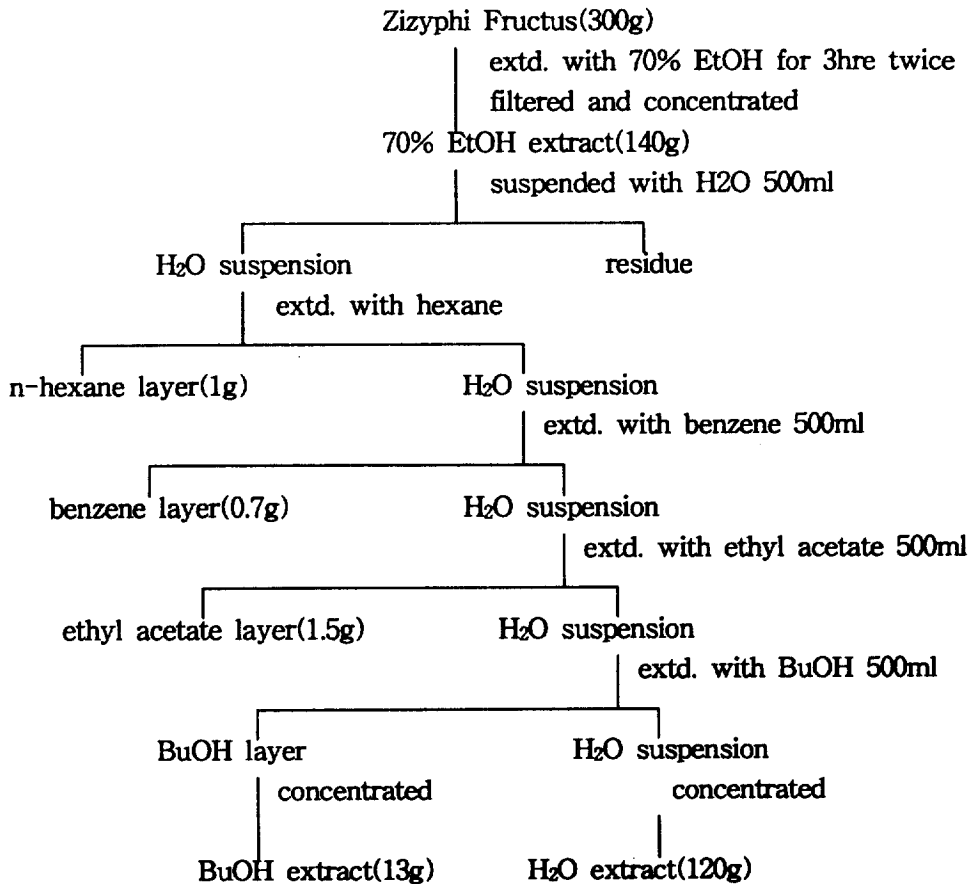 Zizyphi Fructus(300g)
extd. with 70% EtOH for 3hre twice
filtered and concentrated
70% EtOH extract(140g)
suspended with H2O 500ml
H₂O suspension
residue
extd. with hexane
n-hexane layer(1g)
H₂O suspension
extd. with benzene 500ml
benzene layer(0.7g)
H₂O suspension
extd. with ethyl acetate 500ml
ethyl acetate layer(1.5g)
H₂O suspension
extd. with BuOH 500ml
BuOH layer
H₂O suspension
concentrated
concentrated
BuOH extract(13g)
H₂O extract(120g)